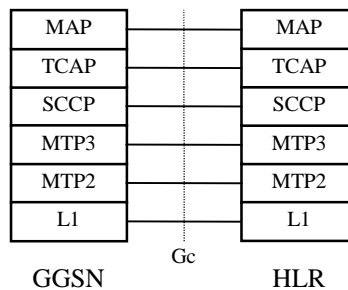 MAP MAP
TCAP TCAP
SCCP SCCP
MTP3 MTP3
MTP2 MTP2
L1 L1
Gc
GGSN HLR